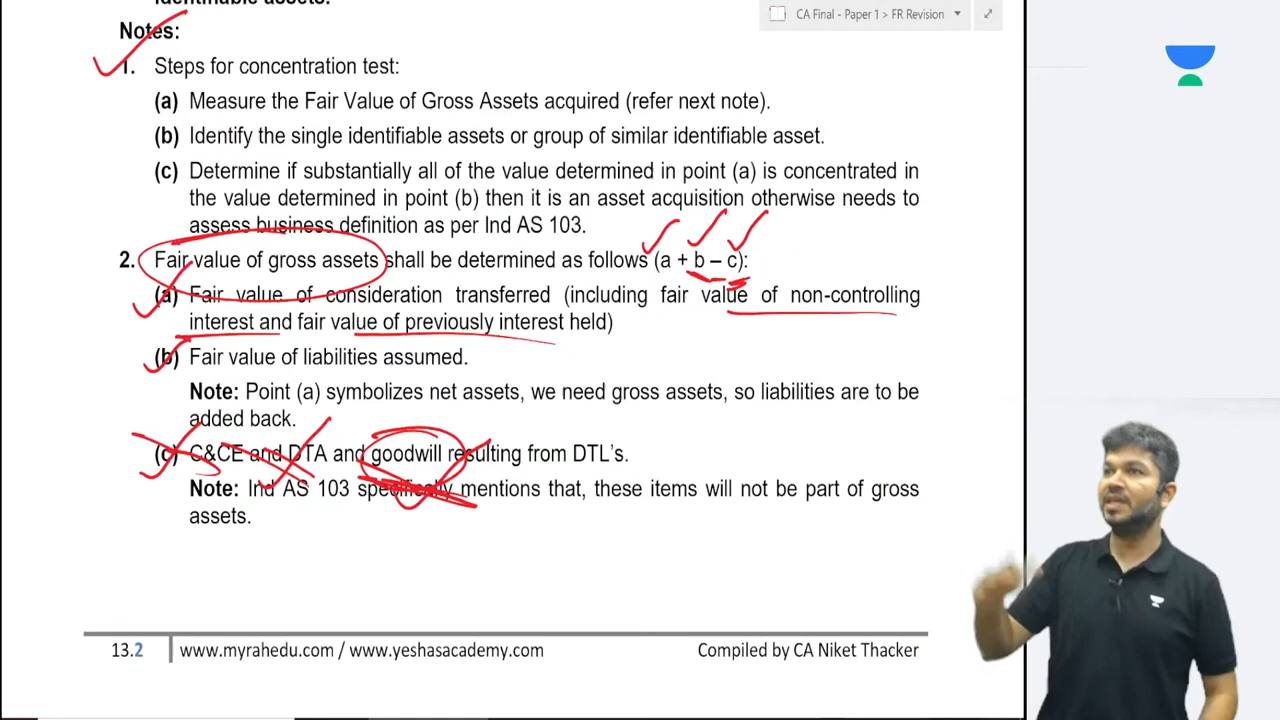 identifiable assets.
CA Final - Paper 1 > FR Revision
Notes:
1. Steps for concentration test:
(a) Measure the Fair Value of Gross Assets acquired (refer next note).
(b) Identify the single identifiable assets or group of similar identifiable asset.
(c) Determine if substantially all of the value determined in point (a) is concentrated in
the value determined in point (b) then it is an asset acquisition otherwise needs to
assess business definition as per Ind AS 103.
2. Fair value of gross assets shall be determined as follows (a + b – c):
(a) Fair value of consideration transferred (including fair value of non-controlling
interest and fair value of previously interest held)
(b) Fair value of liabilities assumed.
Note: Point (a) symbolizes net assets, we need gross assets, so liabilities are to be
added back.
(c) C&CE and DTA and goodwill resulting from DTL's.
Note: Ind AS 103 specifically mentions that, these items will not be part of gross
assets.
13.2 www.myrahedu.com / www.yeshasacademy.com Compiled by CA Niket Thacker